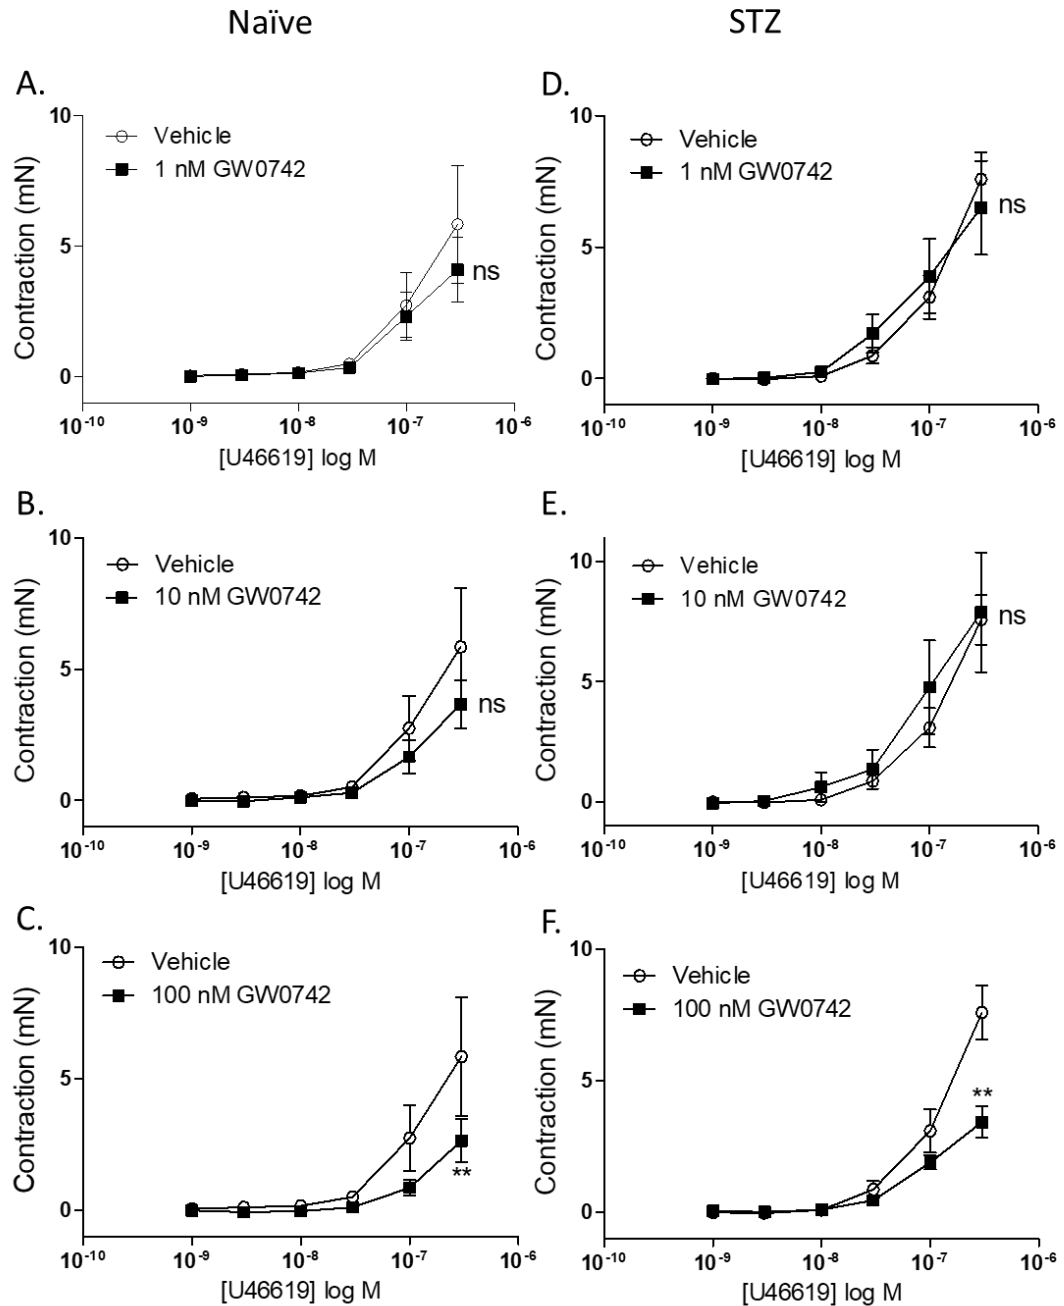 Naïve
STZ
A.
10
5
0
Contraction (mN)
Vehicle
1 nM GW0742
ns
10⁻¹⁰ 10⁻⁹ 10⁻⁸ 10⁻⁷ 10⁻⁶
[U46619] log M
D.
10
5
0
Contraction (mN)
Vehicle
1 nM GW0742
ns
10⁻¹⁰ 10⁻⁹ 10⁻⁸ 10⁻⁷ 10⁻⁶
[U46619] log M
B.
10
5
0
Contraction (mN)
Vehicle
10 nM GW0742
ns
10⁻¹⁰ 10⁻⁹ 10⁻⁸ 10⁻⁷ 10⁻⁶
[U46619] log M
E.
10
5
0
Contraction (mN)
Vehicle
10 nM GW0742
ns
10⁻¹⁰ 10⁻⁹ 10⁻⁸ 10⁻⁷ 10⁻⁶
[U46619] log M
C.
10
5
0
Contraction (mN)
Vehicle
100 nM GW0742
**
10⁻¹⁰ 10⁻⁹ 10⁻⁸ 10⁻⁷ 10⁻⁶
[U46619] log M
F.
10
5
0
Contraction (mN)
Vehicle
100 nM GW0742
**
10⁻¹⁰ 10⁻⁹ 10⁻⁸ 10⁻⁷ 10⁻⁶
[U46619] log M